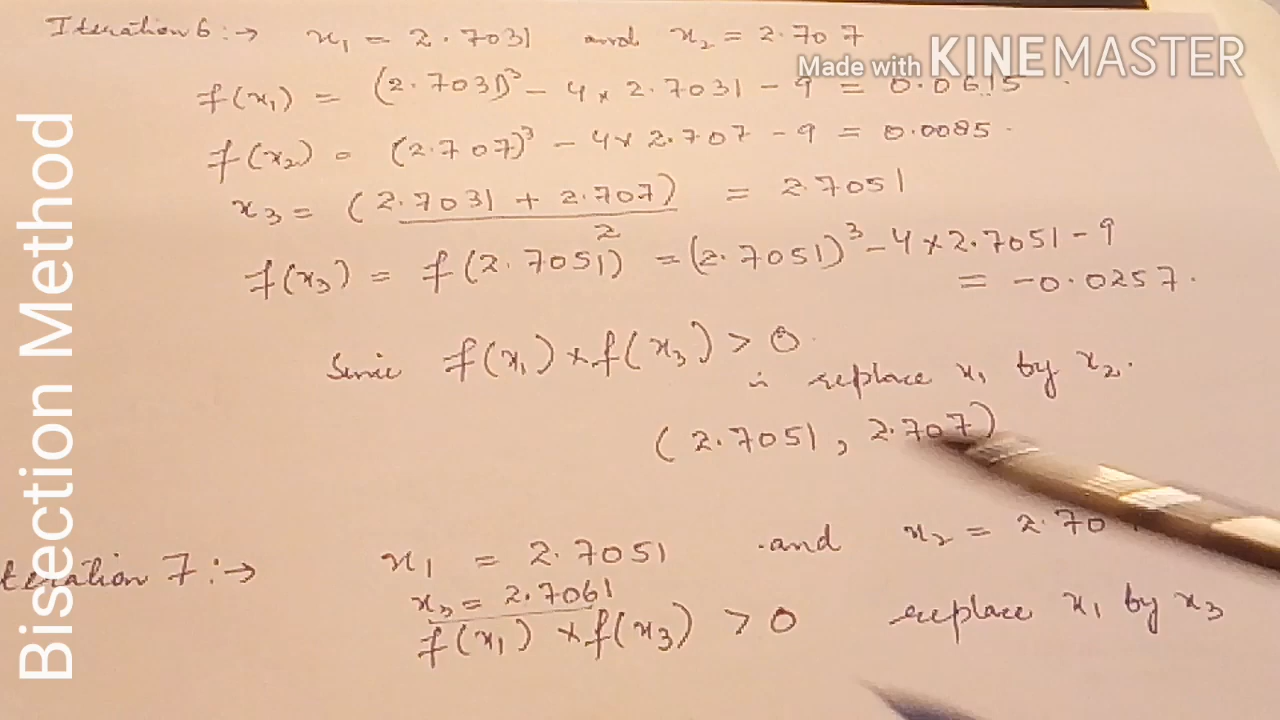 Iteration 6:→ x₁ = 2.7031 and x₂ = 2.707
Made with KINEMASTER
f(x₁) = (2.7031)³ - 4 × 2.7031 - 9 = 0.0615
f(x₂) = (2.707)³ - 4 × 2.707 - 9 = 0.0085
x₃ = (2.7031 + 2.707) / 2 = 2.7051
f(x₃) = f(2.7051) = (2.7051)³ - 4 × 2.7051 - 9
= -0.0257.
f(x₁) × f(x₃) > 0
replace x₁ by x₂.
(2.7051, 2.707)
teration 7:→ x₁ = 2.7051 and x₂ = 2.70
x₃ = 2.7061
f(x₁) × f(x₃) > 0 replace x₁ by x₃
Bisection Method